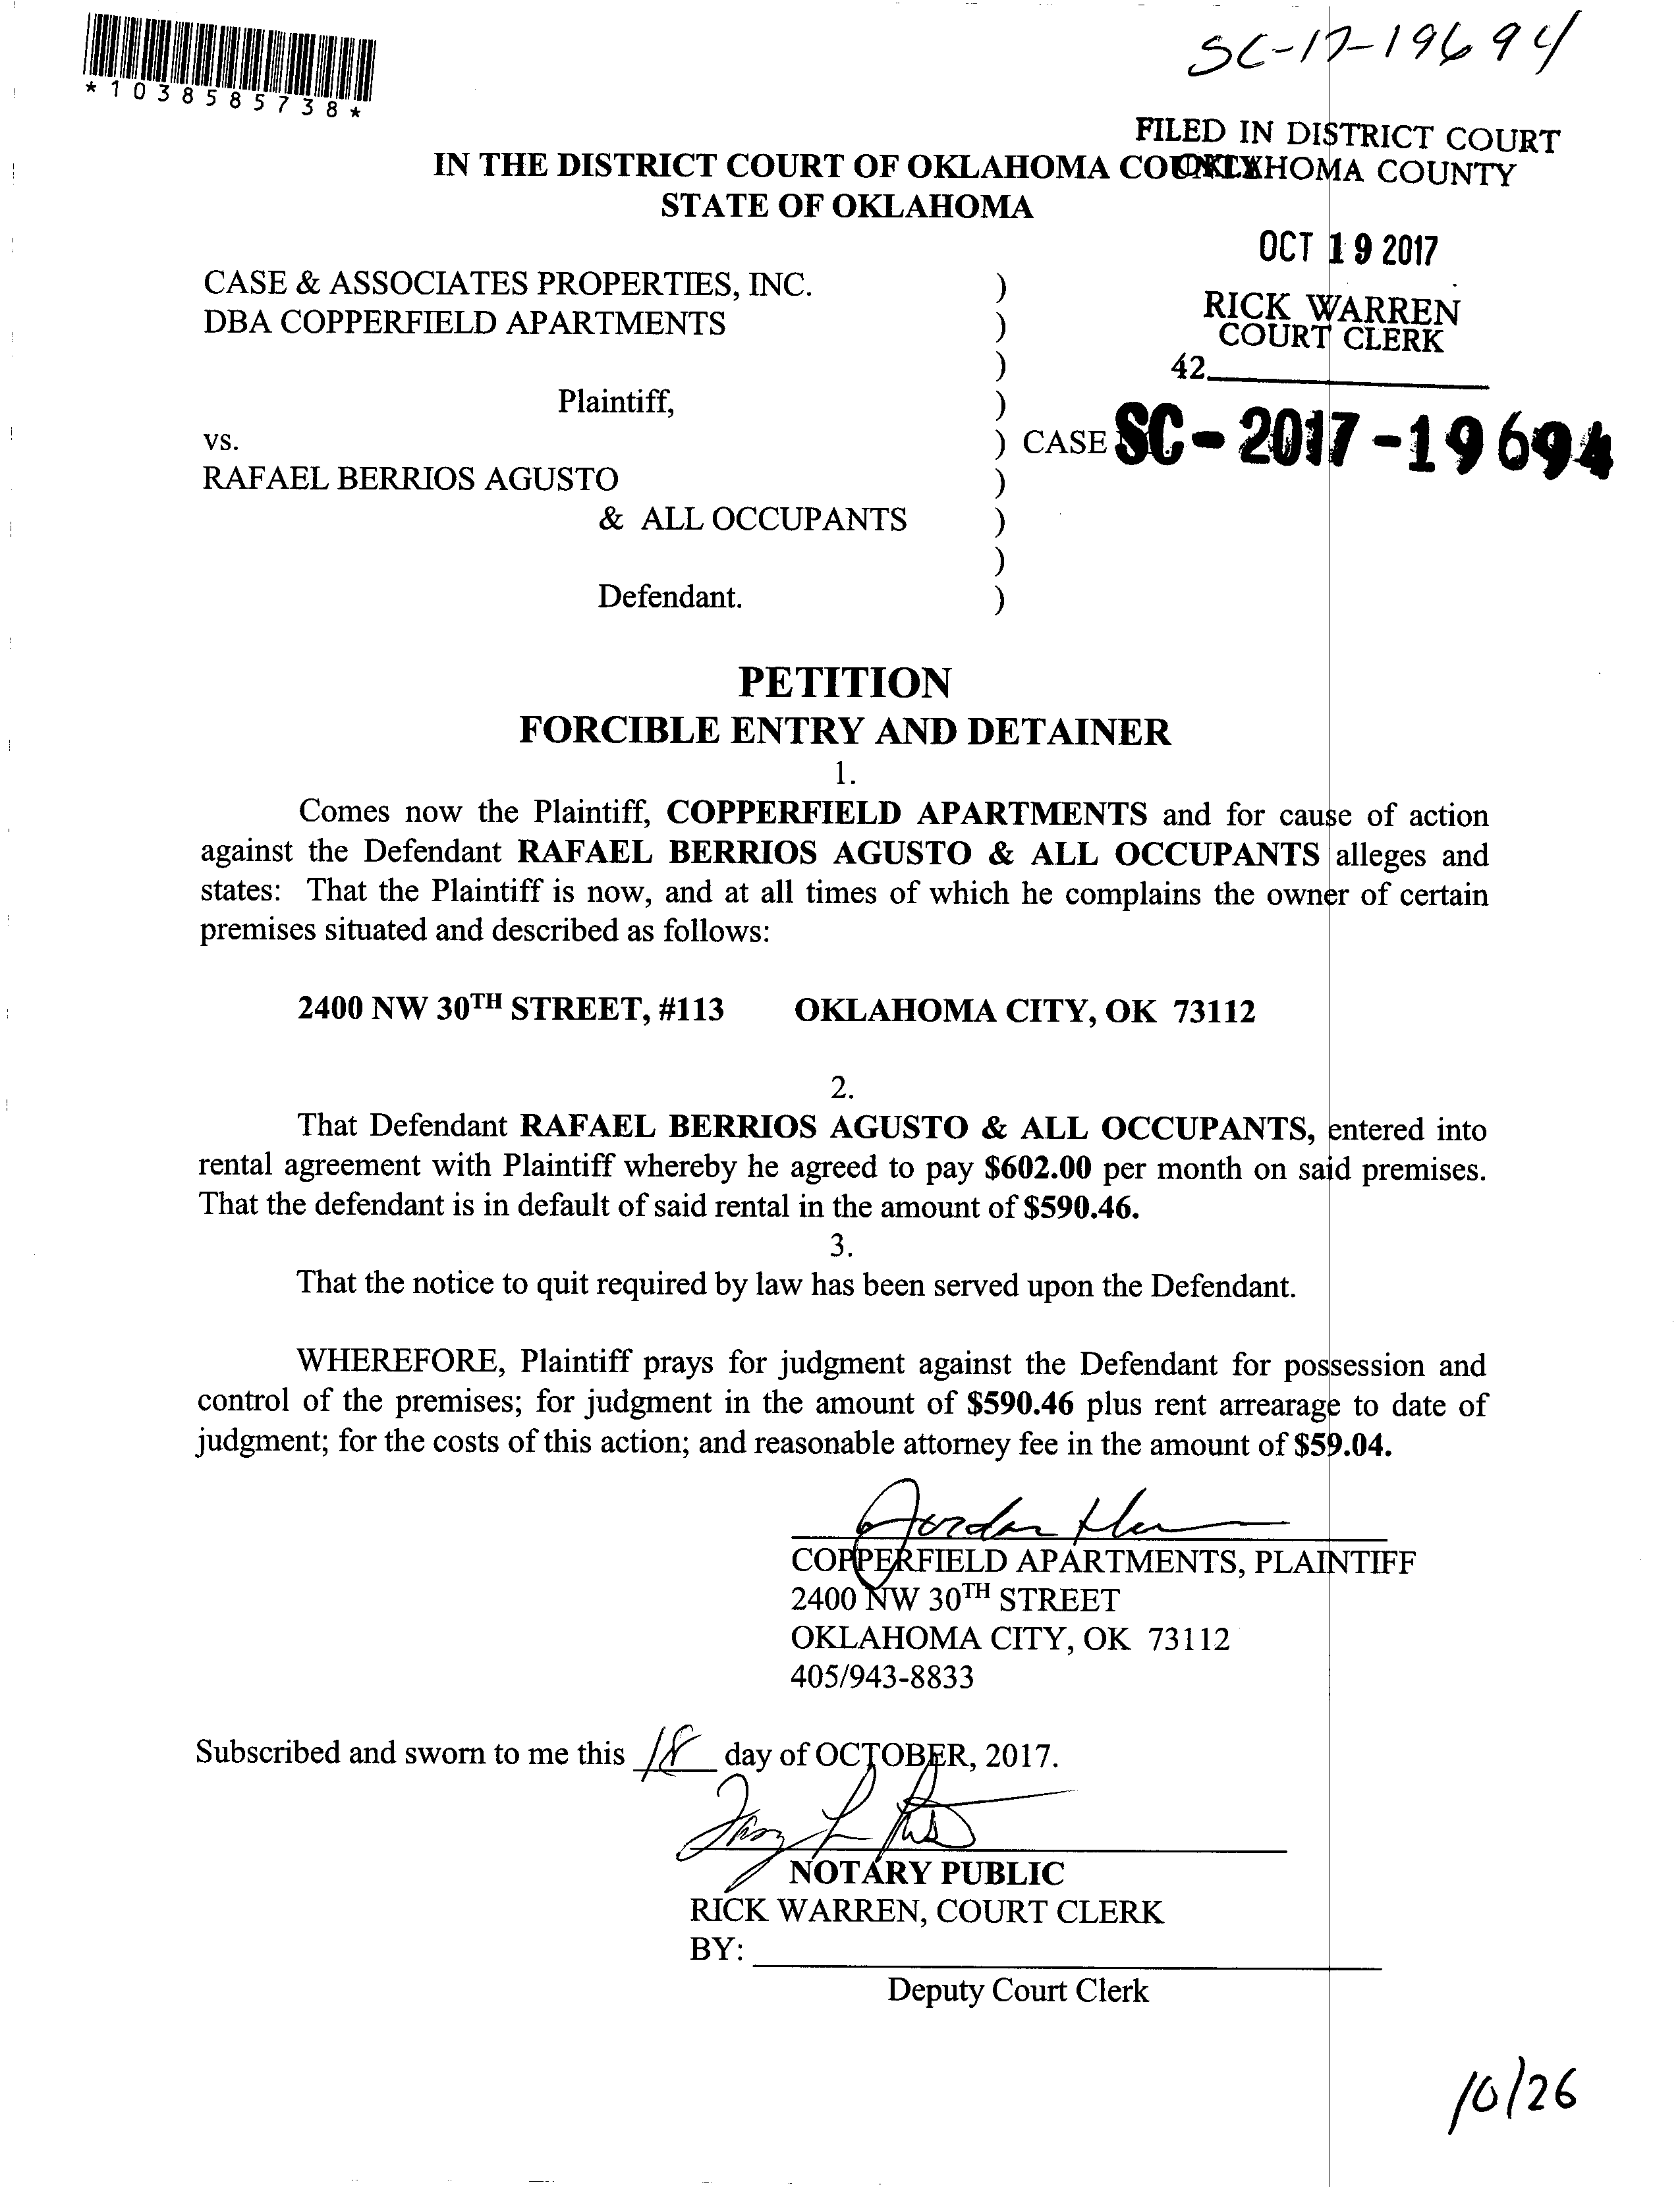 SC-17-19694
*1038585738*
FILED IN DISTRICT COURT
OKLAHOMA COUNTY
IN THE DISTRICT COURT OF OKLAHOMA COUNTY
STATE OF OKLAHOMA
OCT 19 2017
RICK WARREN
COURT CLERK
42
CASE & ASSOCIATES PROPERTIES, INC. )
DBA COPPERFIELD APARTMENTS )
)
Plaintiff, )
vs. ) CASE SC-2017-19694
RAFAEL BERRIOS AGUSTO )
& ALL OCCUPANTS )
)
Defendant. )
PETITION
FORCIBLE ENTRY AND DETAINER
1.
Comes now the Plaintiff, COPPERFIELD APARTMENTS and for cause of action
against the Defendant RAFAEL BERRIOS AGUSTO & ALL OCCUPANTS alleges and
states: That the Plaintiff is now, and at all times of which he complains the owner of certain
premises situated and described as follows:
2400 NW 30TH STREET, #113 OKLAHOMA CITY, OK 73112
2.
That Defendant RAFAEL BERRIOS AGUSTO & ALL OCCUPANTS, entered into
rental agreement with Plaintiff whereby he agreed to pay $602.00 per month on said premises.
That the defendant is in default of said rental in the amount of $590.46.
3.
That the notice to quit required by law has been served upon the Defendant.
WHEREFORE, Plaintiff prays for judgment against the Defendant for possession and
control of the premises; for judgment in the amount of $590.46 plus rent arrearage to date of
judgment; for the costs of this action; and reasonable attorney fee in the amount of $59.04.
COPPERFIELD APARTMENTS, PLAINTIFF
2400 NW 30TH STREET
OKLAHOMA CITY, OK 73112
405/943-8833
Subscribed and sworn to me this 18 day of OCTOBER, 2017.
NOTARY PUBLIC
RICK WARREN, COURT CLERK
BY:
Deputy Court Clerk
10/26